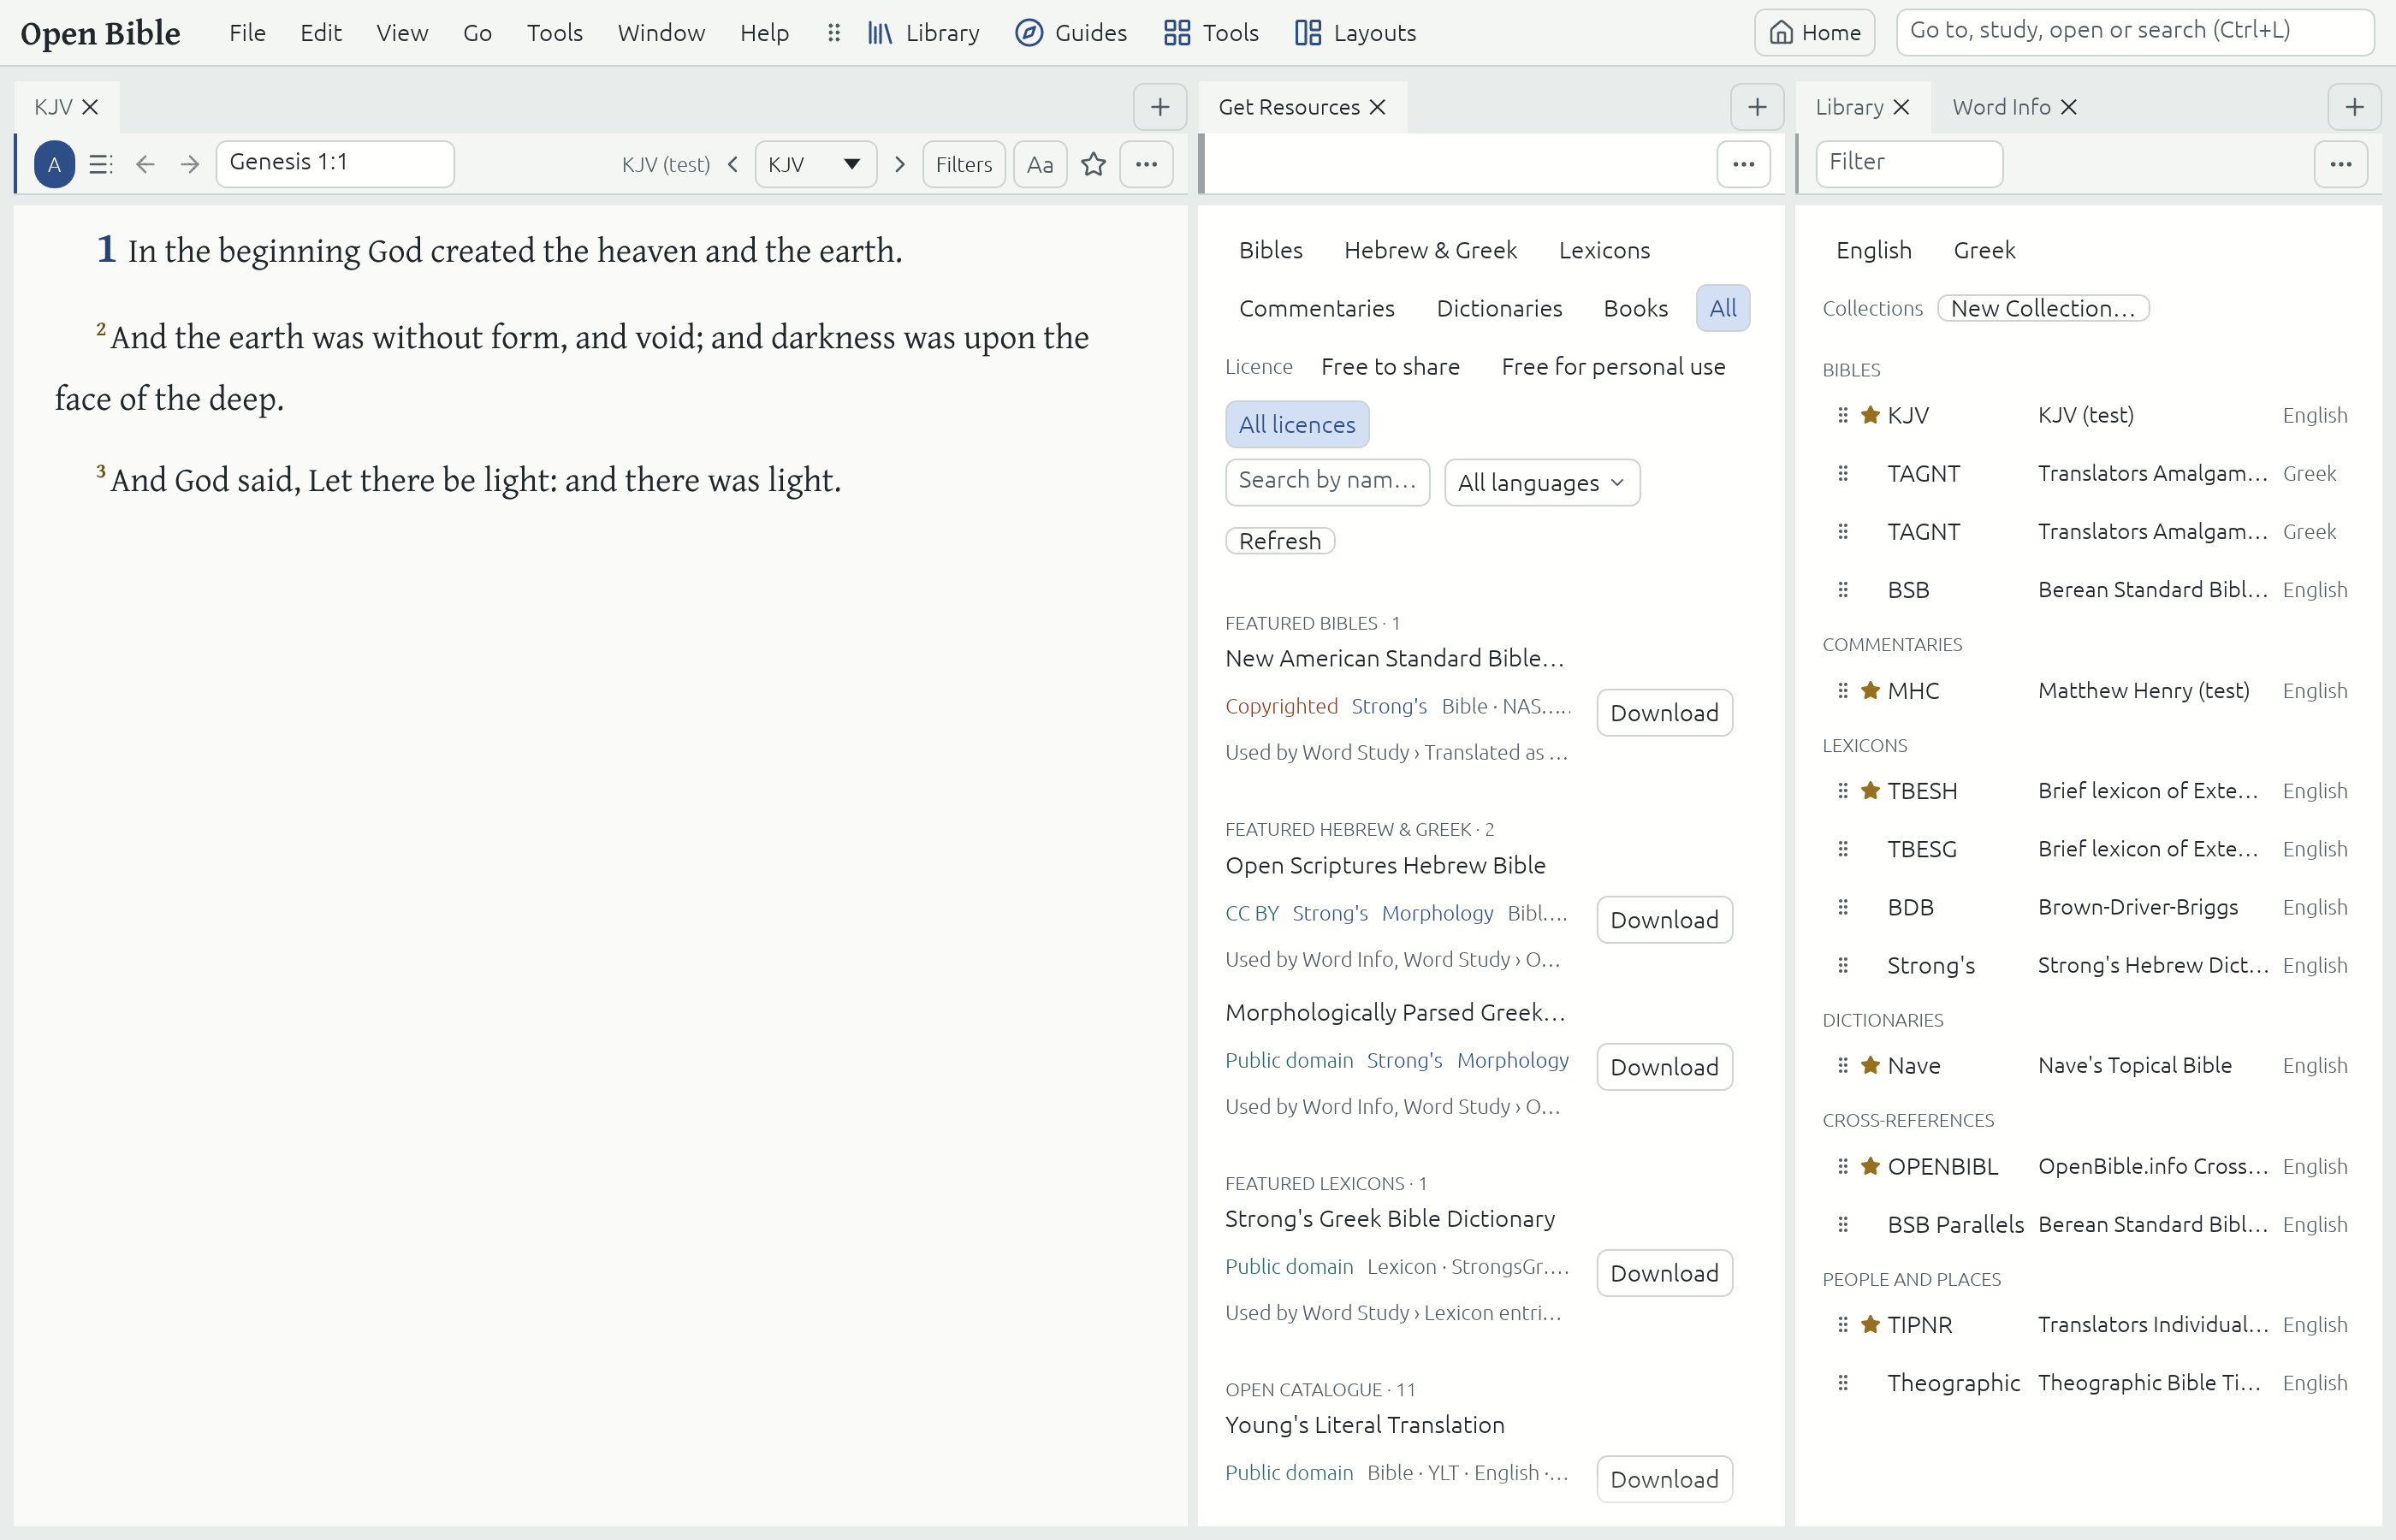 Open Bible File Edit View Go Tools Window Help Library Guides Tools Layouts Home Go to, study, open or search (Ctrl+L)
KJV
A Genesis 1:1 KJV (test) KJV Filters Aa
1 In the beginning God created the heaven and the earth.
2 And the earth was without form, and void; and darkness was upon the
face of the deep.
3 And God said, Let there be light: and there was light.
Get Resources
Bibles Hebrew & Greek Lexicons
Commentaries Dictionaries Books All
Licence Free to share Free for personal use
All licences
Search by nam… All languages
Refresh
FEATURED BIBLES · 1
New American Standard Bible…
Copyrighted Strong's Bible · NAS…. Download
Used by Word Study › Translated as …
FEATURED HEBREW & GREEK · 2
Open Scriptures Hebrew Bible
CC BY Strong's Morphology Bibl…. Download
Used by Word Info, Word Study › O…
Morphologically Parsed Greek…
Public domain Strong's Morphology Download
Used by Word Info, Word Study › O…
FEATURED LEXICONS · 1
Strong's Greek Bible Dictionary
Public domain Lexicon · StrongsGr…. Download
Used by Word Study › Lexicon entri…
OPEN CATALOGUE · 11
Young's Literal Translation
Public domain Bible · YLT · English ·… Download
Library Word Info
Filter
English Greek
Collections New Collection…
BIBLES
KJV KJV (test) English
TAGNT Translators Amalgam… Greek
TAGNT Translators Amalgam… Greek
BSB Berean Standard Bibl… English
COMMENTARIES
MHC Matthew Henry (test) English
LEXICONS
TBESH Brief lexicon of Exte… English
TBESG Brief lexicon of Exte… English
BDB Brown-Driver-Briggs English
Strong's Strong's Hebrew Dict… English
DICTIONARIES
Nave Nave's Topical Bible English
CROSS-REFERENCES
OPENBIBL OpenBible.info Cross… English
BSB Parallels Berean Standard Bibl… English
PEOPLE AND PLACES
TIPNR Translators Individual… English
Theographic Theographic Bible Ti… English